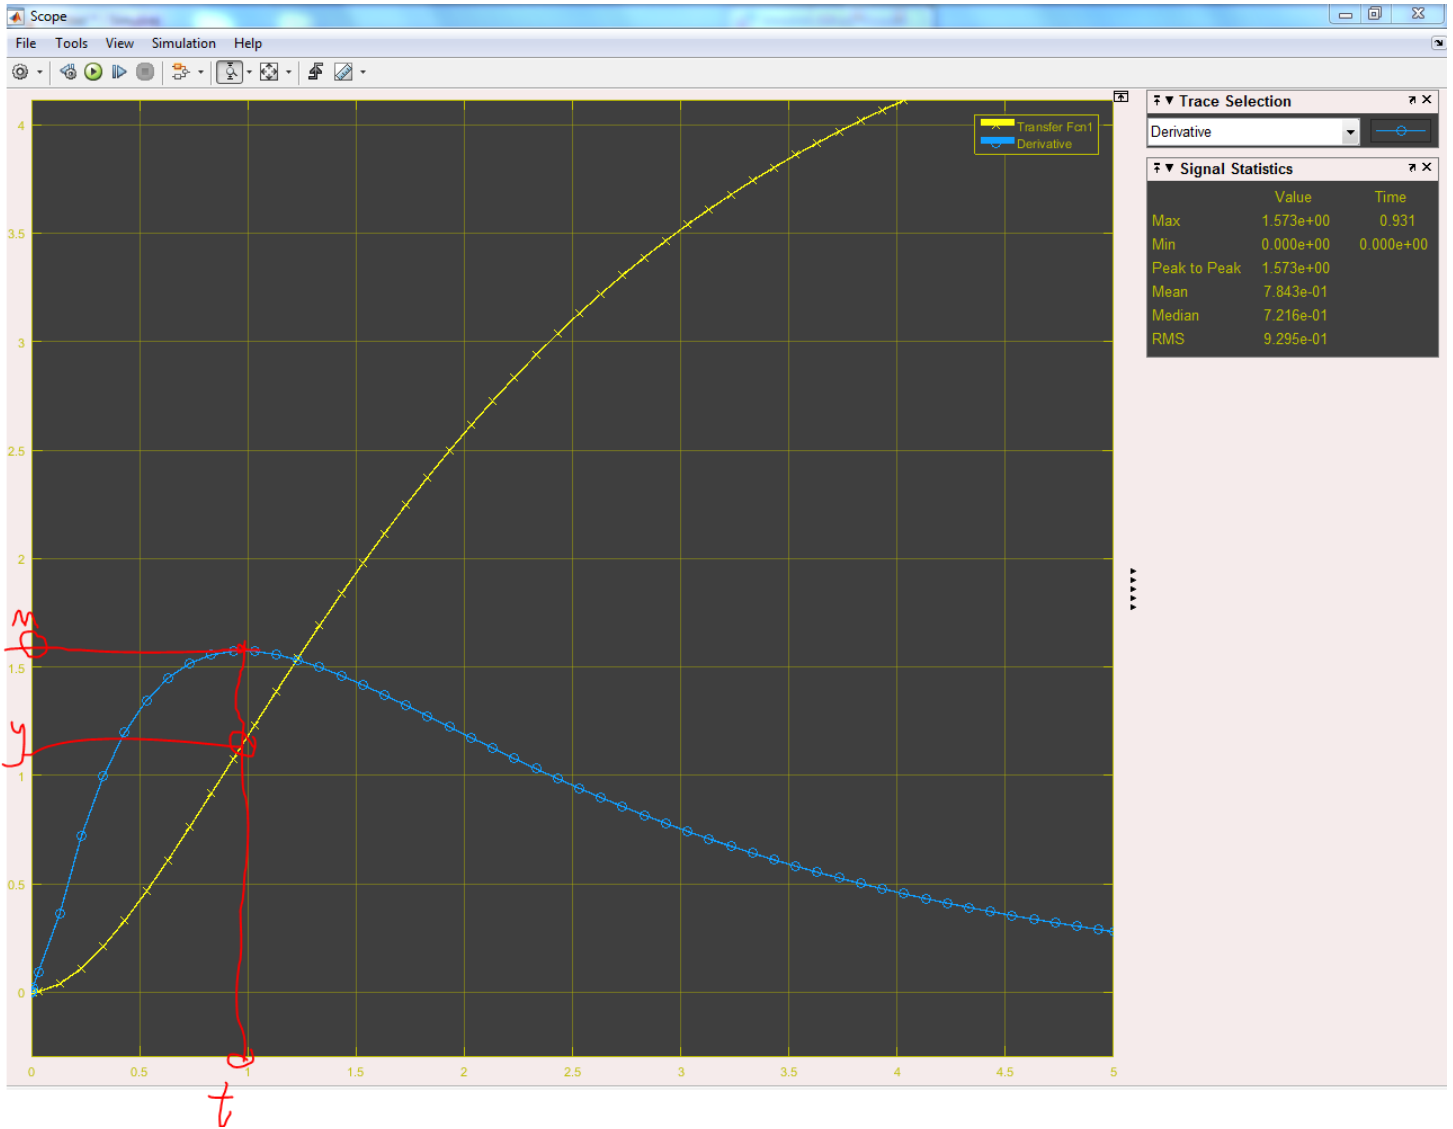 Scope
File Tools View Simulation Help
Transfer Fcn1
Derivative
4
3.5
3
2.5
2
1.5
1
0.5
0
m
y
0 0.5 1 1.5 2 2.5 3 3.5 4 4.5 5
t
Trace Selection
Derivative
Signal Statistics
Value Time
Max 1.573e+00 0.931
Min 0.000e+00 0.000e+00
Peak to Peak 1.573e+00
Mean 7.843e-01
Median 7.216e-01
RMS 9.295e-01